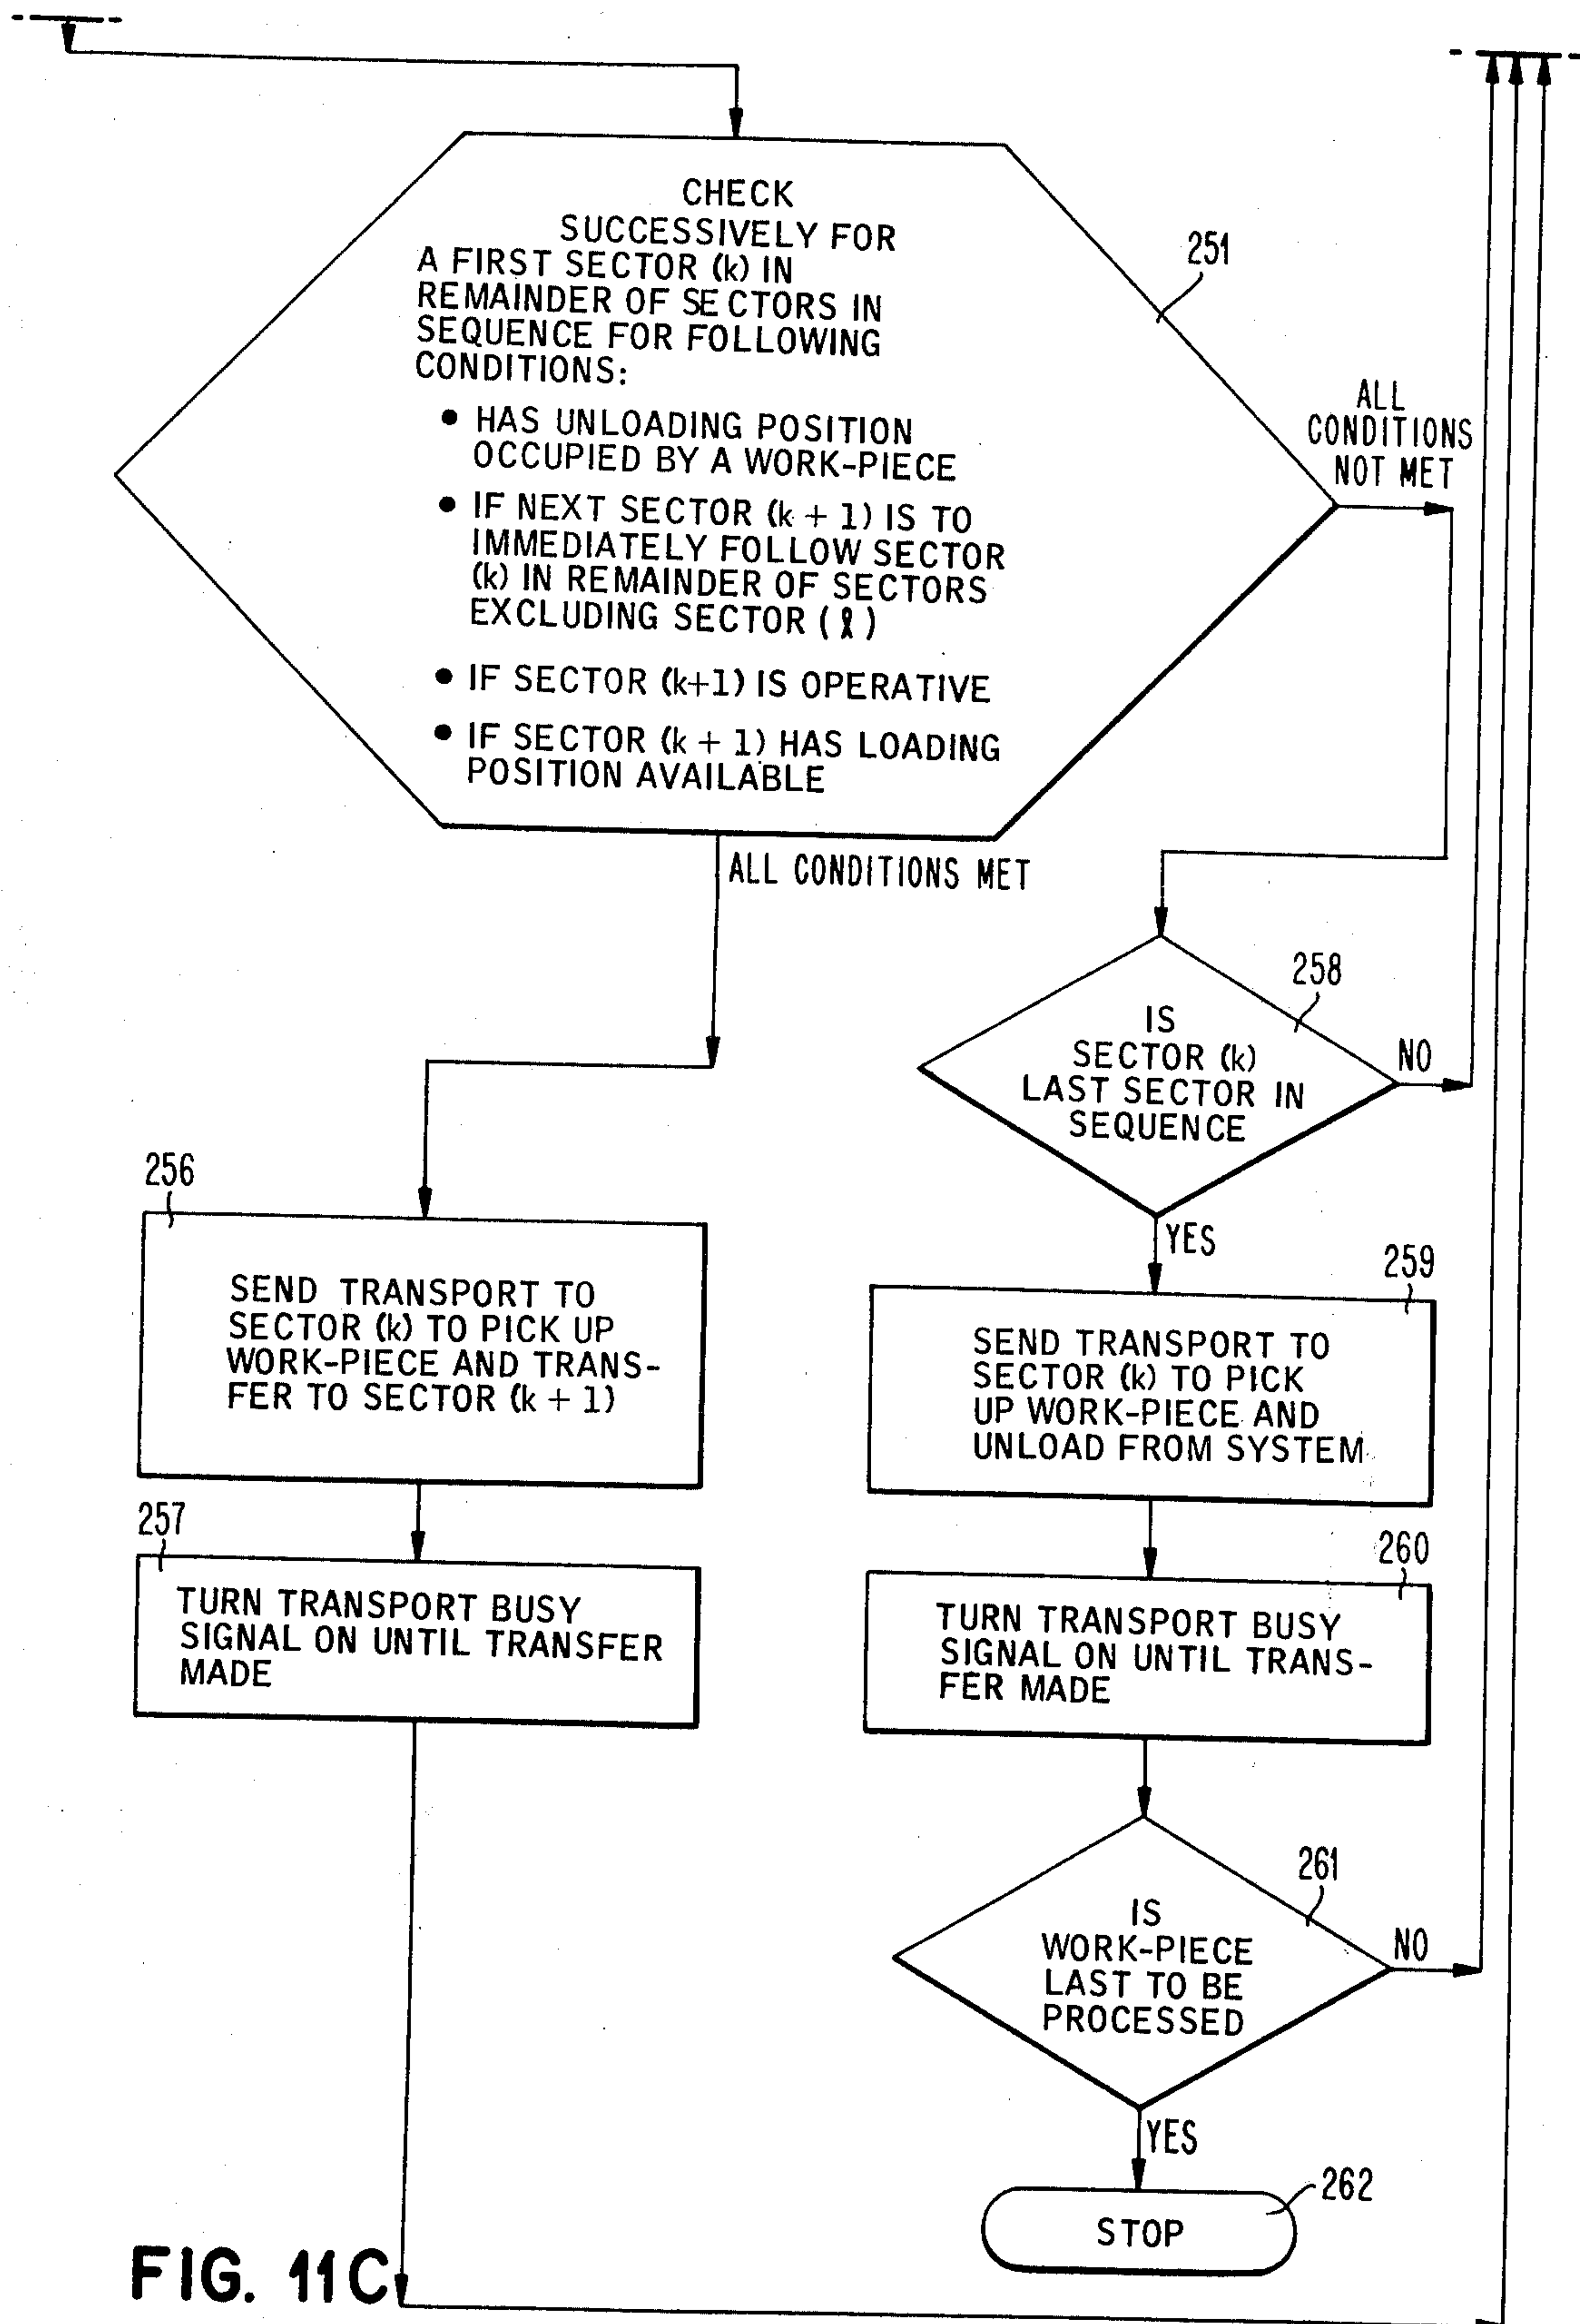 CHECK
SUCCESSIVELY FOR
A FIRST SECTOR (k) IN
REMAINDER OF SECTORS IN
SEQUENCE FOR FOLLOWING
CONDITIONS:
• HAS UNLOADING POSITION
OCCUPIED BY A WORK-PIECE
• IF NEXT SECTOR (k + 1) IS TO
IMMEDIATELY FOLLOW SECTOR
(k) IN REMAINDER OF SECTORS
EXCLUDING SECTOR (ℓ)
• IF SECTOR (k+1) IS OPERATIVE
• IF SECTOR (k + 1) HAS LOADING
POSITION AVAILABLE
251
ALL
CONDITIONS
NOT MET
ALL CONDITIONS MET
258
IS
SECTOR (k)
LAST SECTOR IN
SEQUENCE
NO
YES
256
SEND TRANSPORT TO
SECTOR (k) TO PICK UP
WORK-PIECE AND TRANS-
FER TO SECTOR (k + 1)
259
SEND TRANSPORT TO
SECTOR (k) TO PICK
UP WORK-PIECE AND
UNLOAD FROM SYSTEM
257
TURN TRANSPORT BUSY
SIGNAL ON UNTIL TRANSFER
MADE
260
TURN TRANSPORT BUSY
SIGNAL ON UNTIL TRANS-
FER MADE
261
IS
WORK-PIECE
LAST TO BE
PROCESSED
NO
YES
262
STOP
FIG. 11C